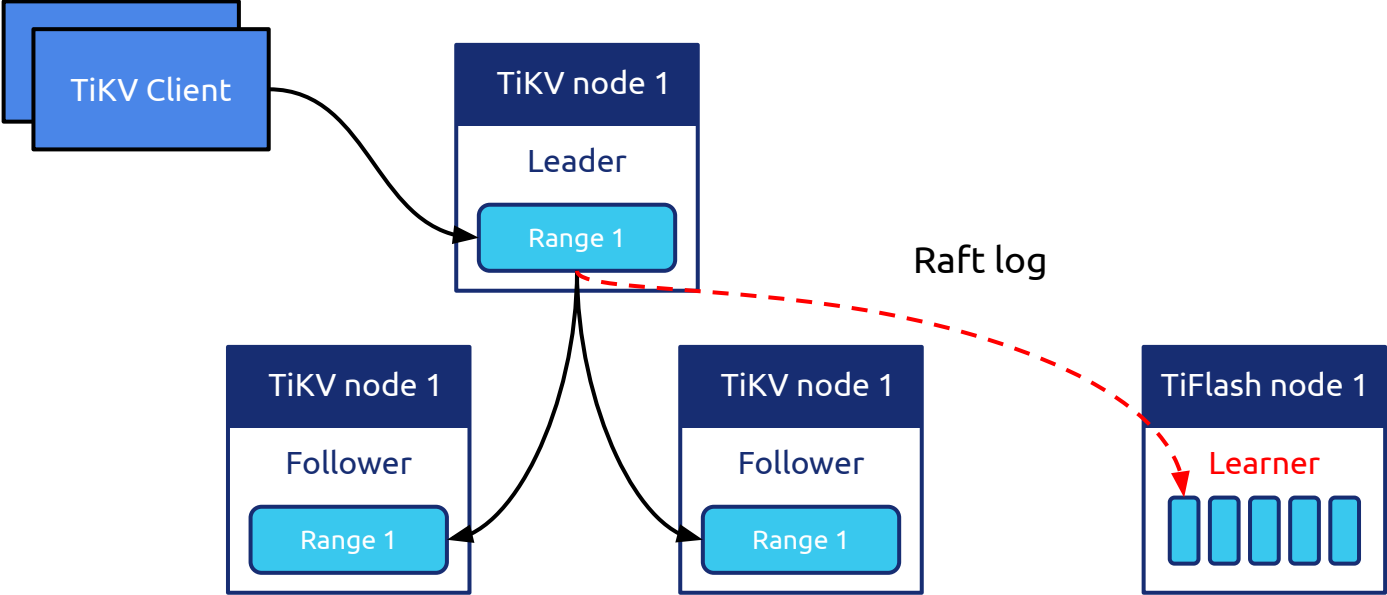 TiKV Client
TiKV node 1
Leader
Range 1
Raft log
TiKV node 1
Follower
Range 1
TiKV node 1
Follower
Range 1
TiFlash node 1
Learner